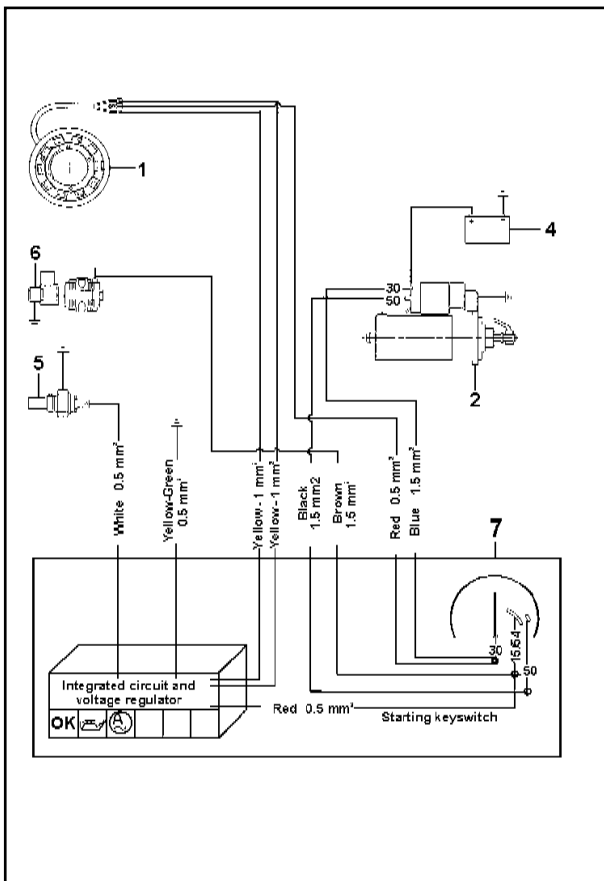 1
6
4
30
50
5
2
White 0.5 mm²
Yellow-Green
0.5 mm²
Yellow - 1 mm²
Yellow - 1 mm²
Black
1.5 mm2
Brown
1.5 mm²
Red 0.5 mm²
Blue 1.5 mm²
7
30
15/54
50
Integrated circuit and
voltage regulator
Red 0.5 mm²
Starting keyswitch
OK
A
+
-